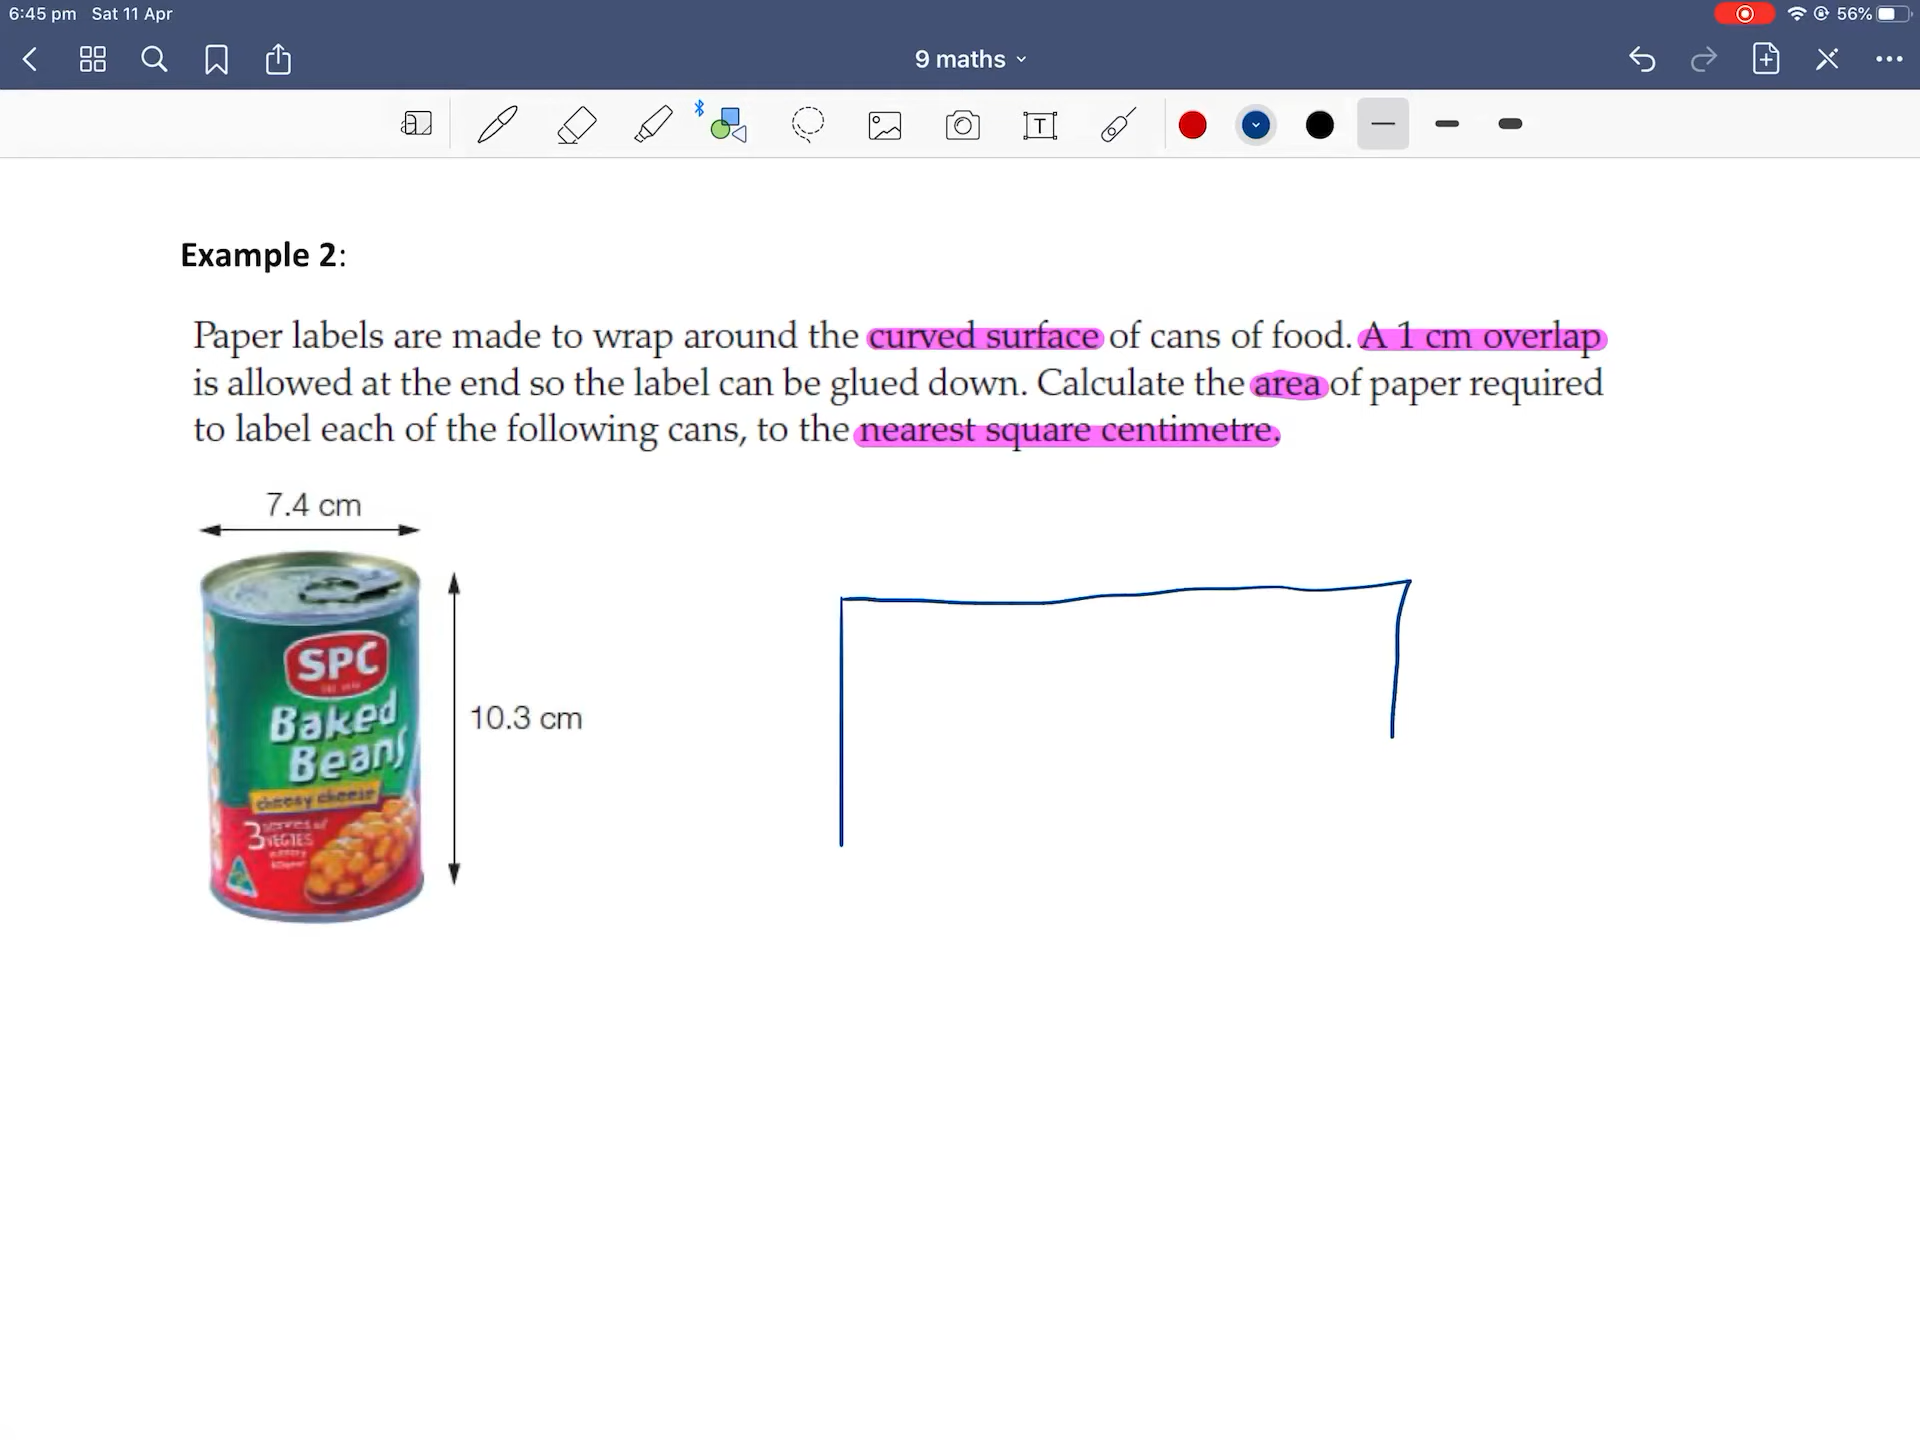 6:45 pm Sat 11 Apr
56%
9 maths
Example 2:
Paper labels are made to wrap around the curved surface of cans of food. A 1 cm overlap
is allowed at the end so the label can be glued down. Calculate the area of paper required
to label each of the following cans, to the nearest square centimetre.
7.4 cm
SPC
Baked
Beans
cheesy cheese
3 serves of
VEGIES
10.3 cm